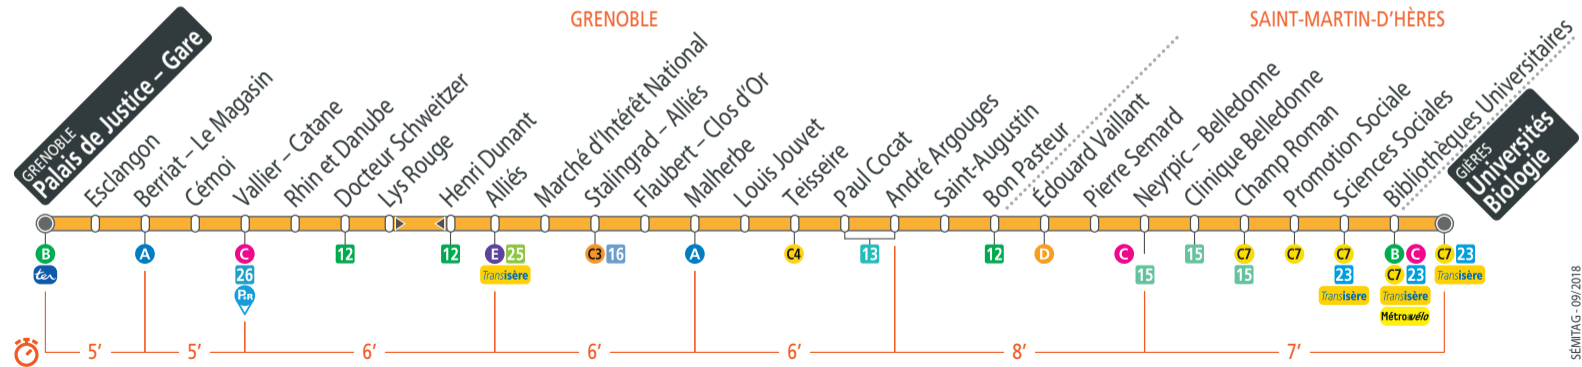 GRENOBLE
SAINT-MARTIN-D'HÈRES
GRENOBLE
Palais de Justice – Gare
Esclangon
Berriat – Le Magasin
Cémoi
Vallier – Catane
Rhin et Danube
Docteur Schweitzer
Lys Rouge
Henri Dunant
Alliés
Marché d'Intérêt National
Stalingrad – Alliés
Flaubert – Clos d'Or
Malherbe
Louis Jouvet
Teisseire
Paul Cocat
André Argouges
Saint-Augustin
Bon Pasteur
Edouard Vaillant
Pierre Semard
Neyrpic – Belledonne
Clinique Belledonne
Champ Roman
Promotion Sociale
Sciences Sociales
Bibliothèques Universitaires
GIÈRES
Universités
Biologie
B
ter
A
C
26
P+R
12
12
E 25
Transisère
C3 16
A
C4
13
12
D
C
15
15
C7
15
C7
C7
23
Transisère
B C
C7 23
Transisère
Métrovélo
C7 23
Transisère
5' 5' 6' 6' 6' 8' 7'
SÉMITAG - 09/2018